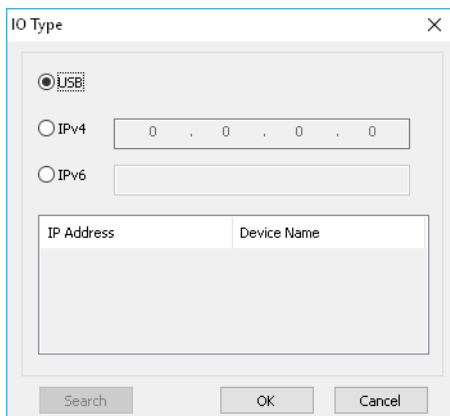 IO Type
USB
IPv4 0 . 0 . 0 . 0
IPv6
IP Address Device Name
Search OK Cancel